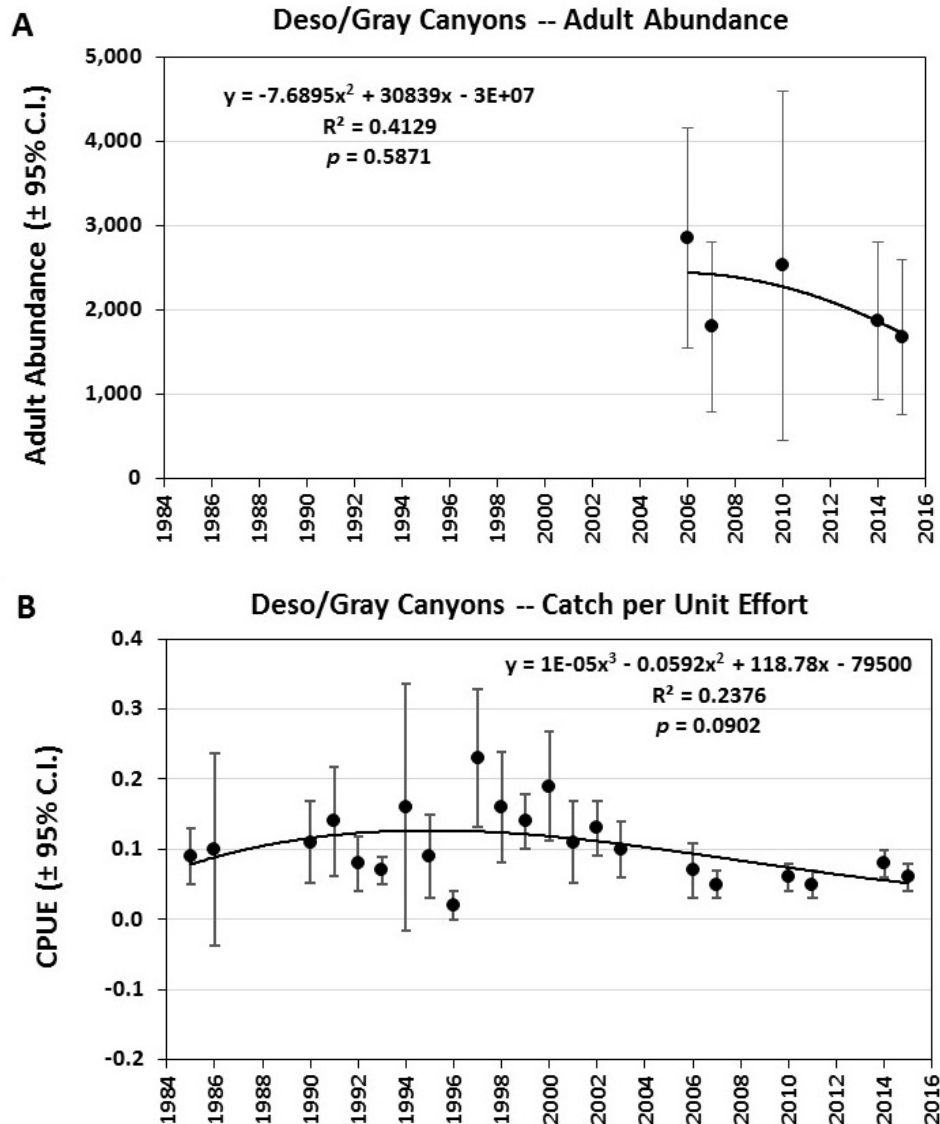 A
Deso/Gray Canyons -- Adult Abundance
Adult Abundance (± 95% C.I.)
5,000
4,000
3,000
2,000
1,000
0
y = -7.6895x² + 30839x - 3E+07
R² = 0.4129
p = 0.5871
1984 1986 1988 1990 1992 1994 1996 1998 2000 2002 2004 2006 2008 2010 2012 2014 2016
B
Deso/Gray Canyons -- Catch per Unit Effort
CPUE (± 95% C.I.)
0.4
0.3
0.2
0.1
0.0
-0.1
-0.2
y = 1E-05x³ - 0.0592x² + 118.78x - 79500
R² = 0.2376
p = 0.0902
1984 1986 1988 1990 1992 1994 1996 1998 2000 2002 2004 2006 2008 2010 2012 2014 2016